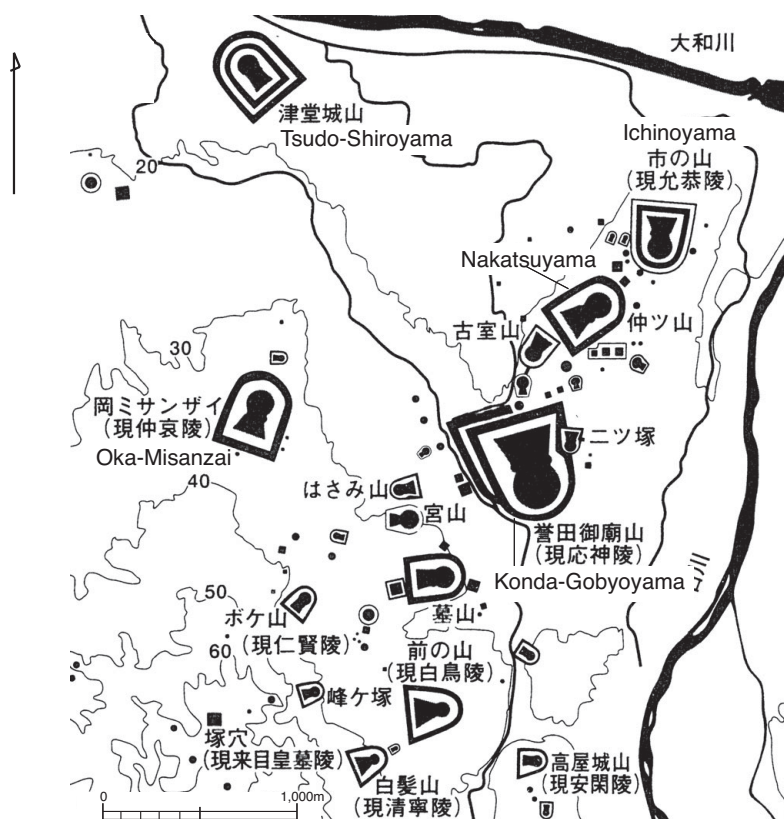 大和川
津堂城山
Tsudo-Shiroyama
Ichinoyama
市の山
(現允恭陵)
20
Nakatsuyama
仲ツ山
古室山
30
岡ミサンザイ
(現仲哀陵)
Oka-Misanzai
二ツ塚
40
はさみ山
宮山
誉田御廟山
(現応神陵)
Konda-Gobyoyama
川
50
ボケ山
(現仁賢陵)
墓山
60
前の山
(現白鳥陵)
峰ケ塚
塚穴
(現来目皇墓陵)
高屋城山
(現安閑陵)
白髪山
(現清寧陵)
0 1,000m